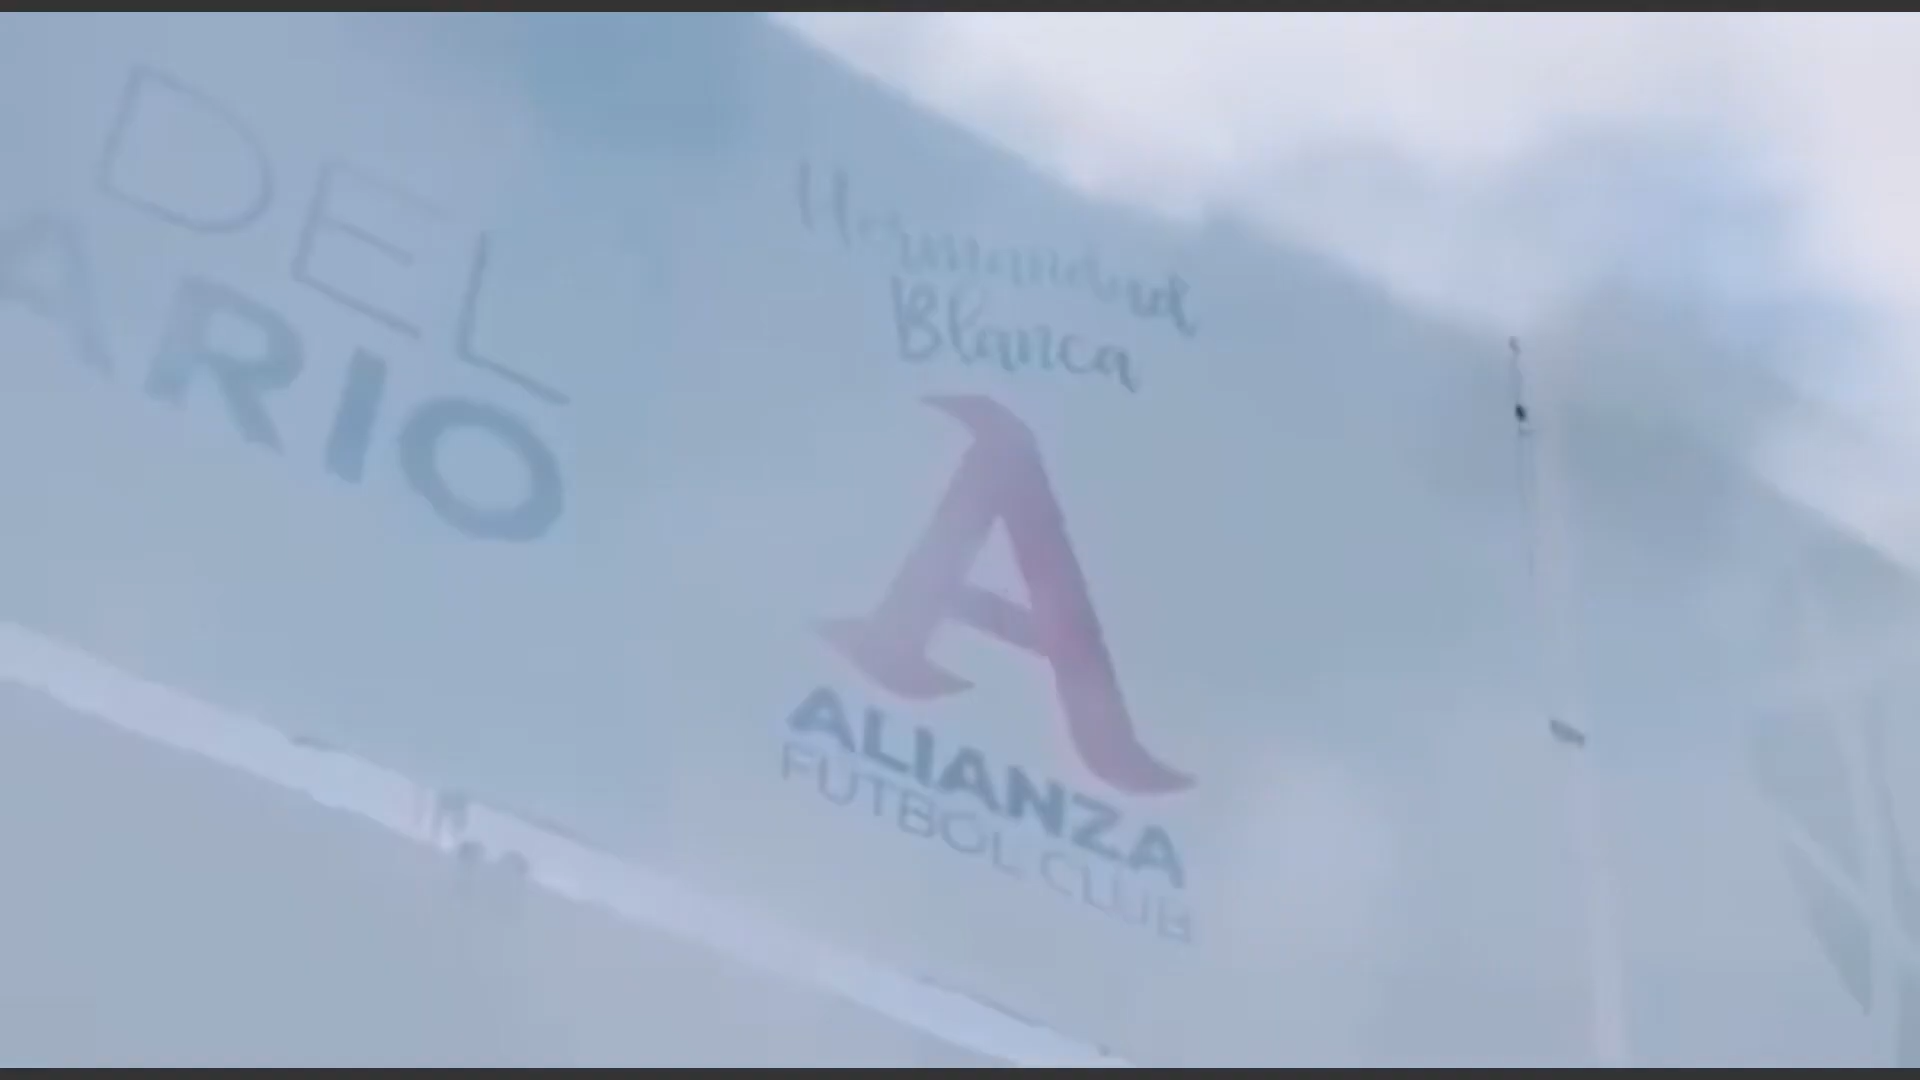 DEL
ARIO
Hermandad
Blanca
A
ALIANZA
FUTBOL CLUB